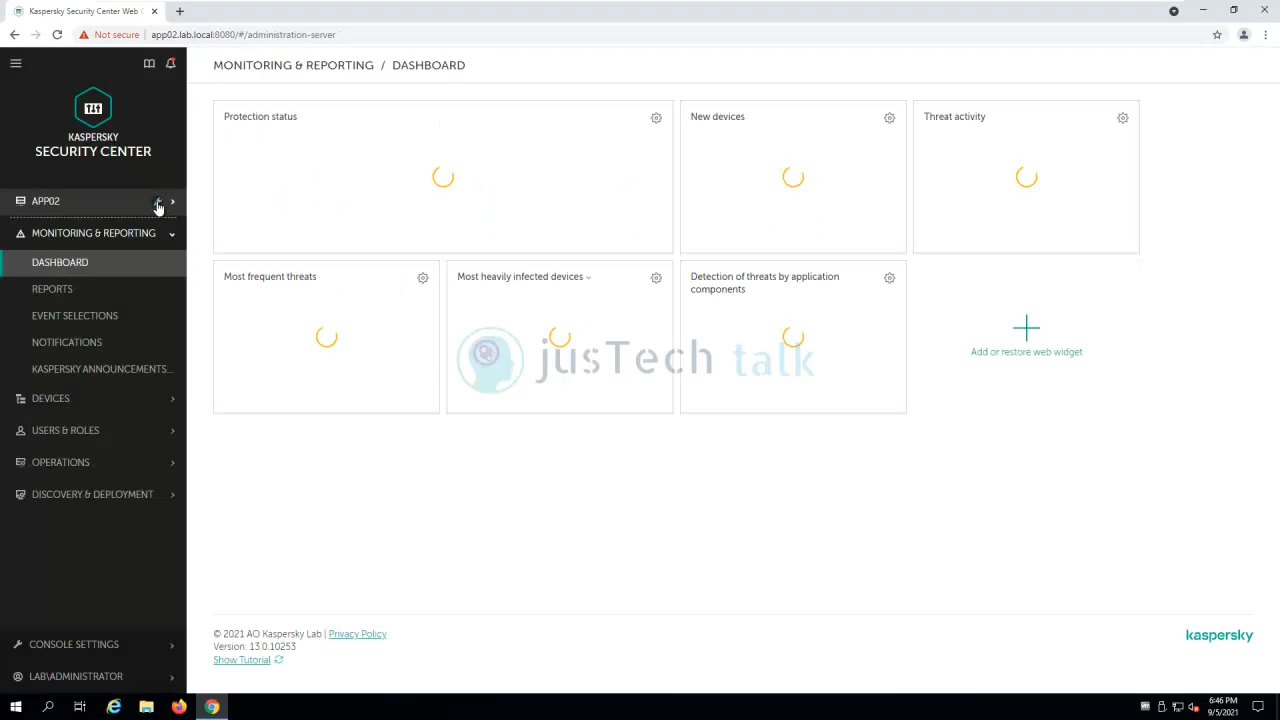 Kaspersky Security Center Web C
Not secure
app02.lab.local:8080/#/administration-server
KASPERSKY
SECURITY CENTER
APP02
MONITORING & REPORTING
DASHBOARD
REPORTS
EVENT SELECTIONS
NOTIFICATIONS
KASPERSKY ANNOUNCEMENTS...
DEVICES
USERS & ROLES
OPERATIONS
DISCOVERY & DEPLOYMENT
CONSOLE SETTINGS
LAB\ADMINISTRATOR
MONITORING & REPORTING / DASHBOARD
Protection status
New devices
Threat activity
Most frequent threats
Most heavily infected devices
Detection of threats by application
components
Add or restore web widget
jusTech talk
© 2021 AO Kaspersky Lab | Privacy Policy
Version: 13.0.10253
Show Tutorial
kaspersky
6:46 PM
9/5/2021